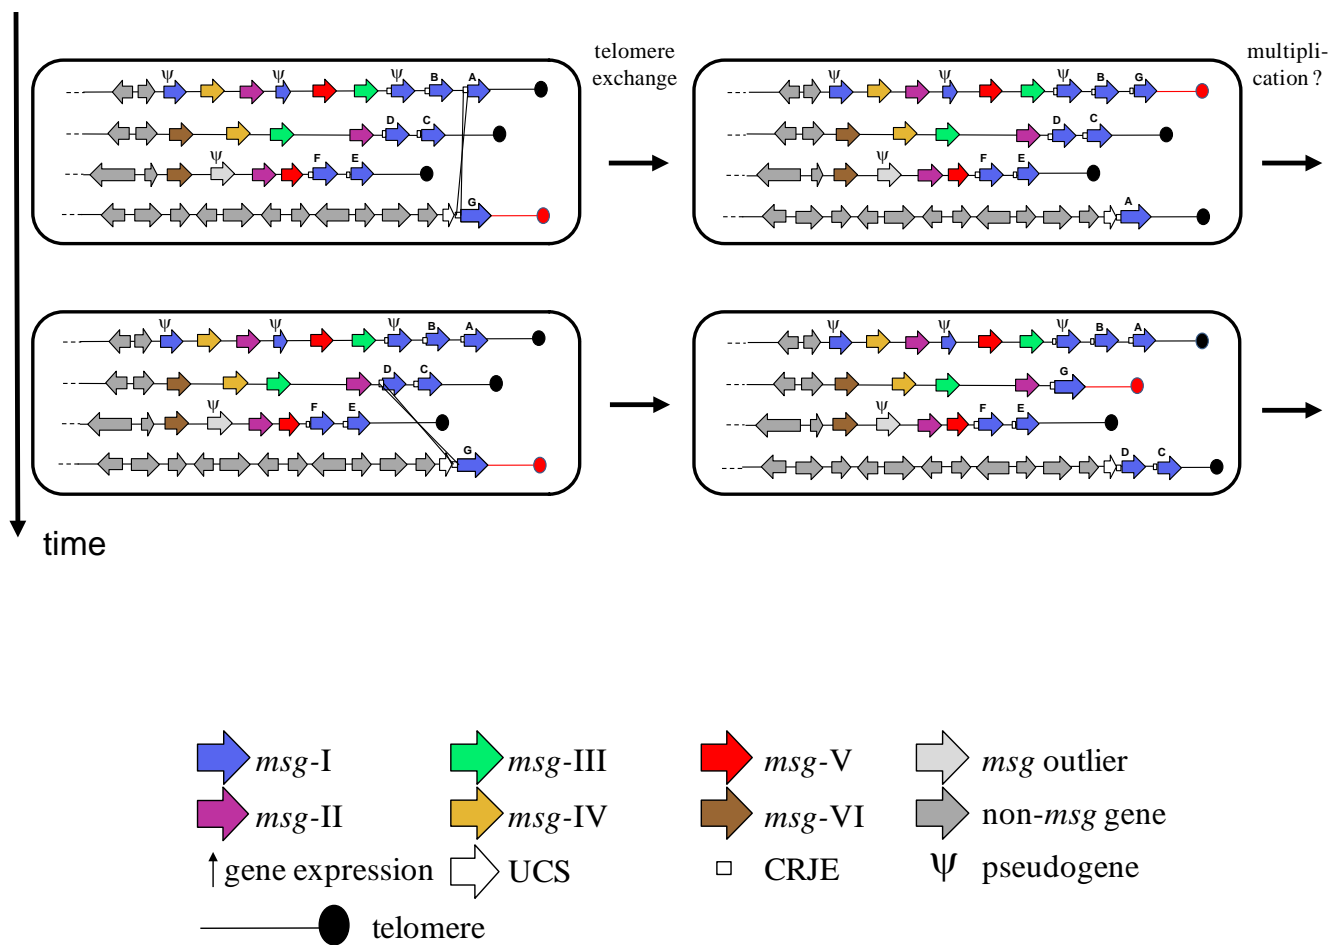 telomere
exchange
multipli-
cation ?
ψ ψ ψ B A
D C
ψ F E
G
ψ ψ ψ B G
D C
ψ F E
A
ψ ψ ψ B A
D C
ψ F E
G
ψ ψ ψ B A
G
ψ F E
D C
time
msg-I msg-III msg-V msg outlier
msg-II msg-IV msg-VI non-msg gene
gene expression UCS CRJE ψ pseudogene
telomere